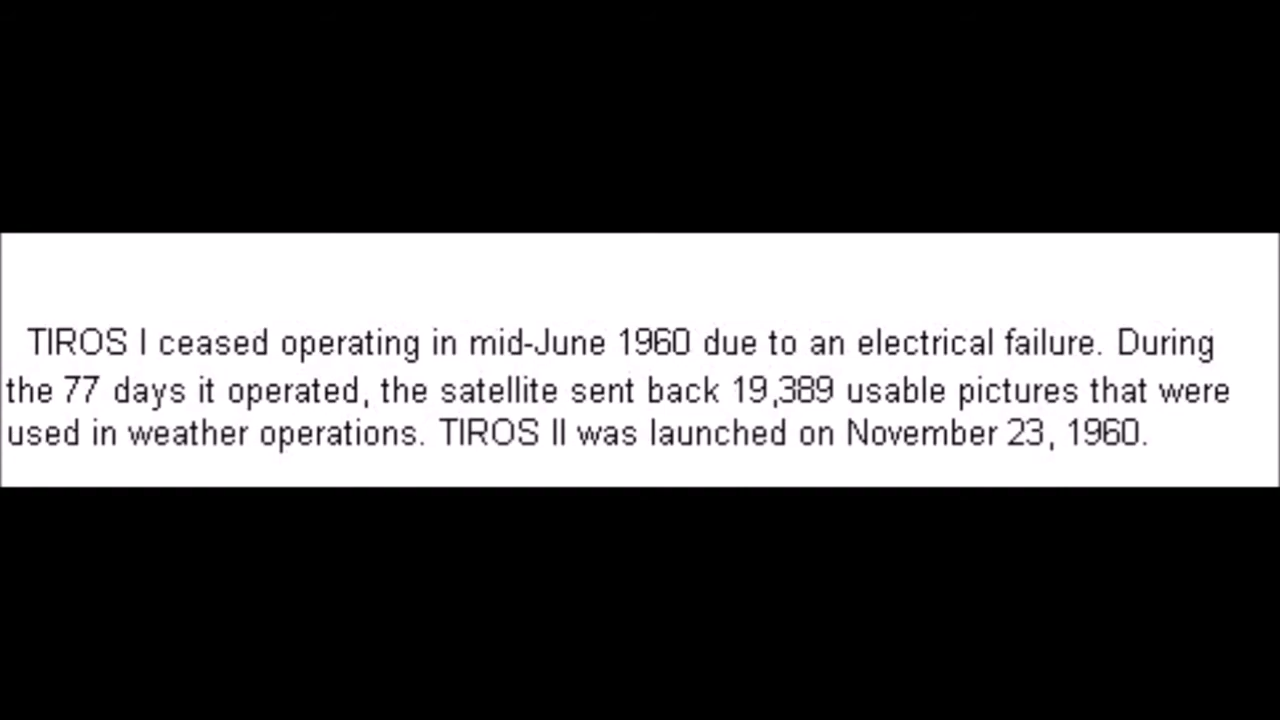 TIROS I ceased operating in mid-June 1960 due to an electrical failure. During
the 77 days it operated, the satellite sent back 19,389 usable pictures that were
used in weather operations. TIROS II was launched on November 23, 1960.